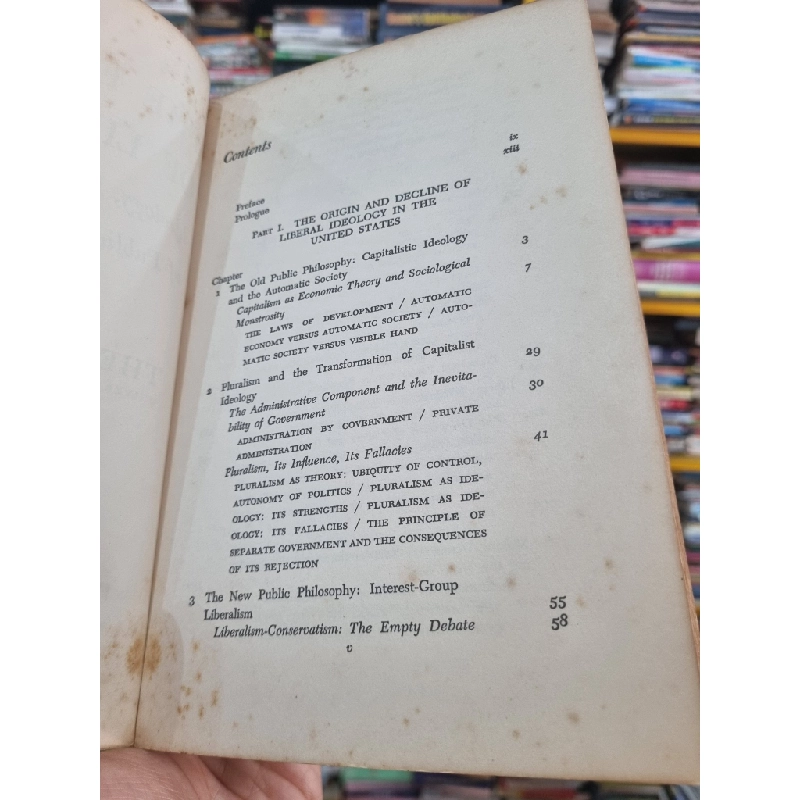 Contents
Preface ix
Prologue xiii
PART I. THE ORIGIN AND DECLINE OF
LIBERAL IDEOLOGY IN THE
UNITED STATES
Chapter
1 The Old Public Philosophy: Capitalistic Ideology
and the Automatic Society 3
Capitalism as Economic Theory and Sociological
Monstrosity 7
THE LAWS OF DEVELOPMENT / AUTOMATIC
ECONOMY VERSUS AUTOMATIC SOCIETY / AUTO-
MATIC SOCIETY VERSUS VISIBLE HAND
2 Pluralism and the Transformation of Capitalist
Ideology 29
The Administrative Component and the Inevita-
bility of Government 30
ADMINISTRATION BY GOVERNMENT / PRIVATE
ADMINISTRATION
Pluralism, Its Influence, Its Fallacies 41
PLURALISM AS THEORY: UBIQUITY OF CONTROL,
AUTONOMY OF POLITICS / PLURALISM AS IDE-
OLOGY: ITS STRENGTHS / PLURALISM AS IDE-
OLOGY: ITS FALLACIES / THE PRINCIPLE OF
SEPARATE GOVERNMENT AND THE CONSEQUENCES
OF ITS REJECTION
3 The New Public Philosophy: Interest-Group
Liberalism 55
Liberalism-Conservatism: The Empty Debate 58